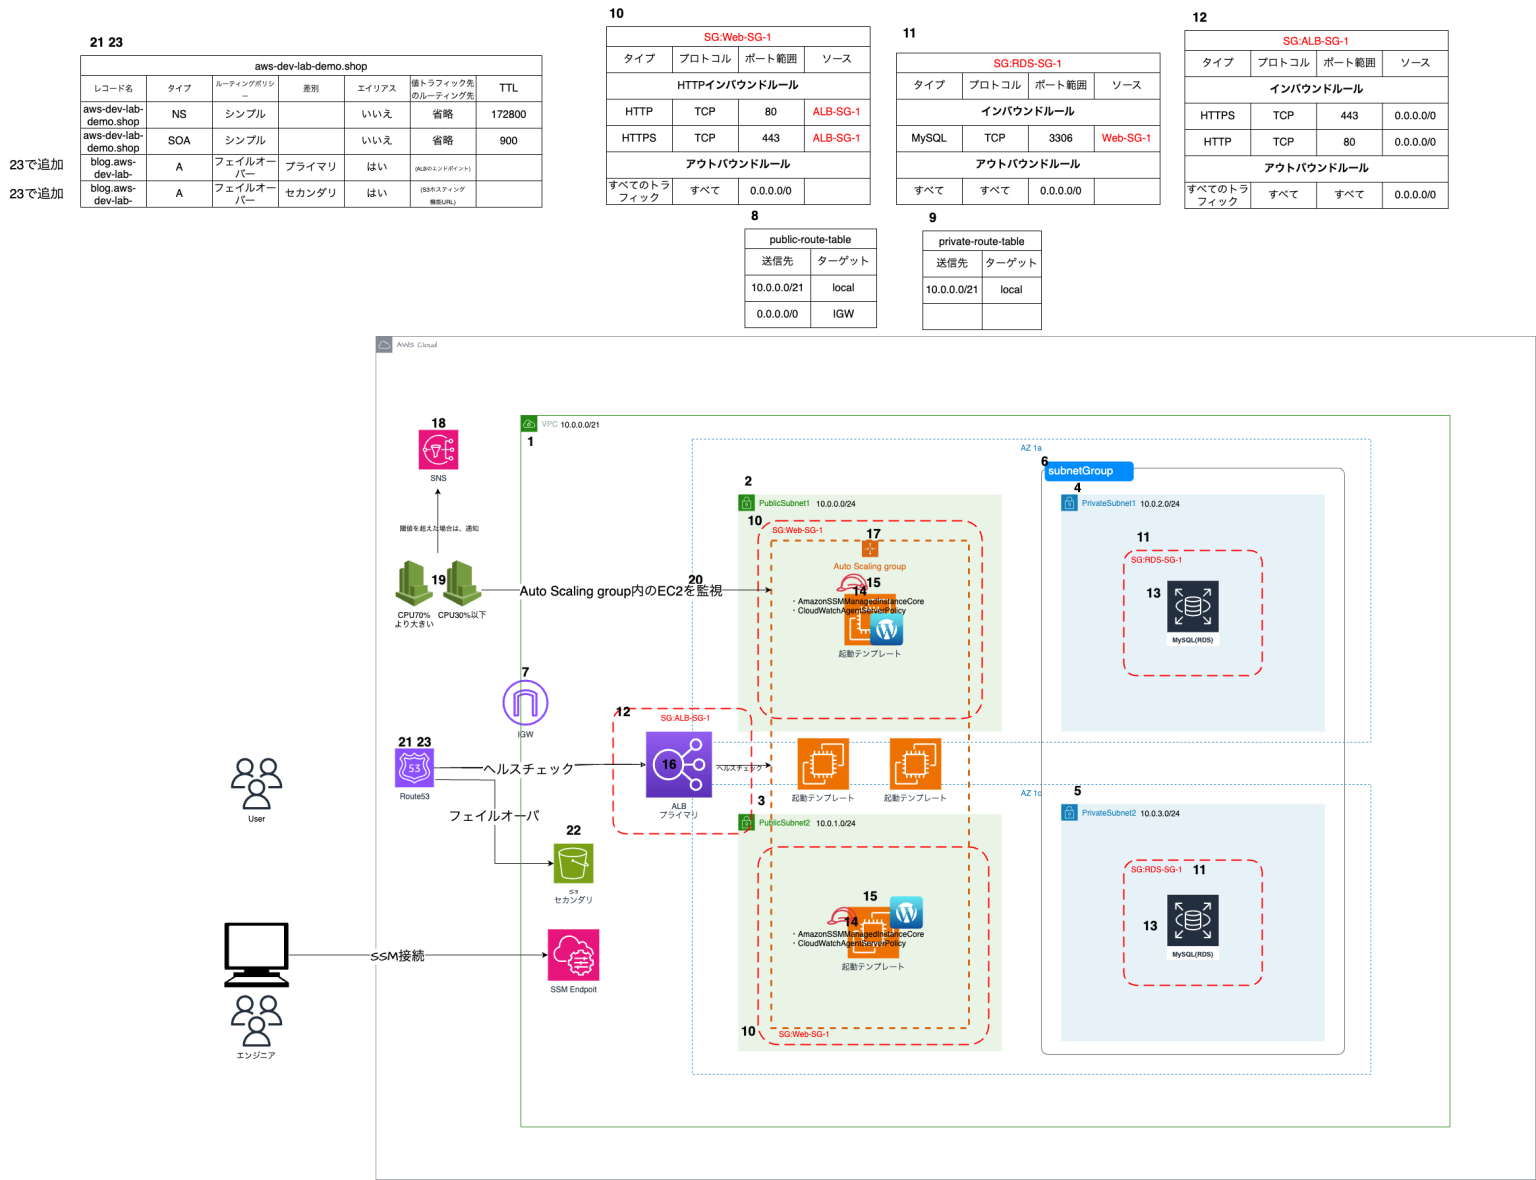 21 23
aws-dev-lab-demo.shop
レコード名 タイプ ルーティングポリシー 差別 エイリアス 値トラフィック先のルーティング先 TTL
aws-dev-lab-demo.shop NS シンプル いいえ 省略 172800
aws-dev-lab-demo.shop SOA シンプル いいえ 省略 900
23で追加 blog.aws-dev-lab- A フェイルオーバー プライマリ はい (ALBのエンドポイント)
23で追加 blog.aws-dev-lab- A フェイルオーバー セカンダリ はい (S3ホスティング機能URL)
10
SG:Web-SG-1
タイプ プロトコル ポート範囲 ソース
HTTPインバウンドルール
HTTP TCP 80 ALB-SG-1
HTTPS TCP 443 ALB-SG-1
アウトバウンドルール
すべてのトラフィック すべて 0.0.0.0/0
11
SG:RDS-SG-1
タイプ プロトコル ポート範囲 ソース
インバウンドルール
MySQL TCP 3306 Web-SG-1
アウトバウンドルール
すべて すべて 0.0.0.0/0
12
SG:ALB-SG-1
タイプ プロトコル ポート範囲 ソース
インバウンドルール
HTTPS TCP 443 0.0.0.0/0
HTTP TCP 80 0.0.0.0/0
アウトバウンドルール
すべてのトラフィック すべて すべて 0.0.0.0/0
8
public-route-table
送信先 ターゲット
10.0.0.0/21 local
0.0.0.0/0 IGW
9
private-route-table
送信先 ターゲット
10.0.0.0/21 local
AWS Cloud
VPC 10.0.0.0/21
1
18
SNS
閾値を超えた場合は、通知
19
CPU70%
より大きい
CPU30%以下
20
Auto Scaling group内のEC2を監視
AZ 1a
2
PublicSubnet1 10.0.0.0/24
10
SG:Web-SG-1
17
Auto Scaling group
15
14
・AmazonSSMManagedInstanceCore
・CloudWatchAgentServerPolicy
起動テンプレート
6
subnetGroup
4
PrivateSubnet1 10.0.2.0/24
11
SG:RDS-SG-1
13
MySQL(RDS)
7
IGW
12
SG:ALB-SG-1
16
ALB
プライマリ
21 23
53
Route53
ヘルスチェック
ヘルスチェック
フェイルオーバ
起動テンプレート
起動テンプレート
User
22
S3
セカンダリ
AZ 1c
3
PublicSubnet2 10.0.1.0/24
15
14
・AmazonSSMManagedInstanceCore
・CloudWatchAgentServerPolicy
起動テンプレート
10
SG:Web-SG-1
5
PrivateSubnet2 10.0.3.0/24
SG:RDS-SG-1
11
13
MySQL(RDS)
SSM接続
SSM Endpoit
エンジニア